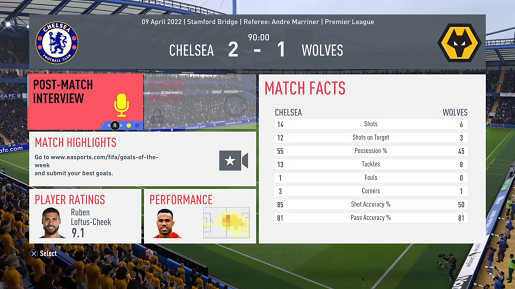 09 April 2022 | Stamford Bridge | Referee: Andre Marriner | Premier League
CHELSEA
FOOTBALL CLUB
90:00
CHELSEA 2 - 1 WOLVES
POST-MATCH
INTERVIEW
R
MATCH HIGHLIGHTS
Go to www.easports.com/fifa/goals-of-the-
week
and submit your best goals.
PLAYER RATINGS
Ruben
Loftus-Cheek
9.1
PERFORMANCE
MATCH FACTS
CHELSEA WOLVES
14 Shots 6
12 Shots on Target 3
55 Possession % 45
13 Tackles 8
1 Fouls 0
3 Corners 1
85 Shot Accuracy % 50
81 Pass Accuracy % 81
Select